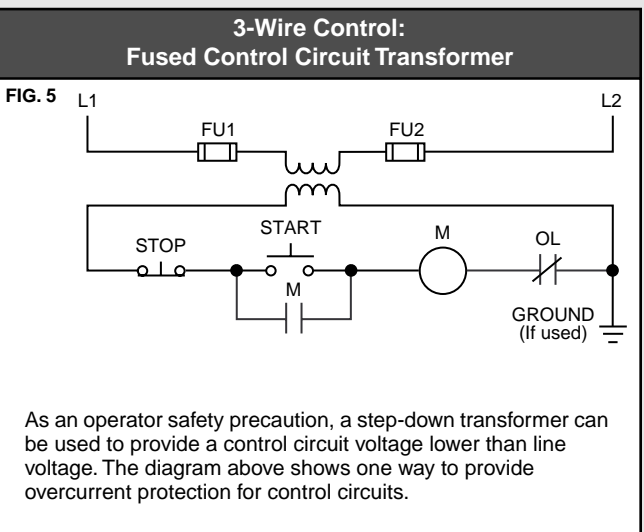 3-Wire Control:
Fused Control Circuit Transformer
FIG. 5
L1
L2
FU1
FU2
START
STOP
M
OL
M
GROUND
(If used)
As an operator safety precaution, a step-down transformer can
be used to provide a control circuit voltage lower than line
voltage. The diagram above shows one way to provide
overcurrent protection for control circuits.